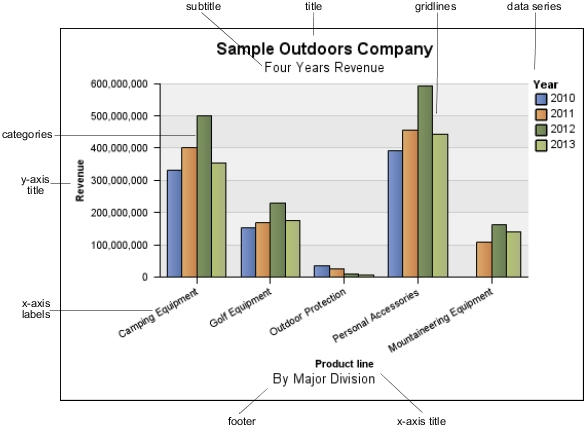 subtitle title gridlines data series
Sample Outdoors Company
Four Years Revenue
Year
2010
2011
2012
2013
600,000,000
500,000,000
400,000,000
300,000,000
200,000,000
100,000,000
0
categories
y-axis
title
Revenue
x-axis
labels
Camping Equipment
Golf Equipment
Outdoor Protection
Personal Accessories
Mountaineering Equipment
Product line
By Major Division
footer x-axis title